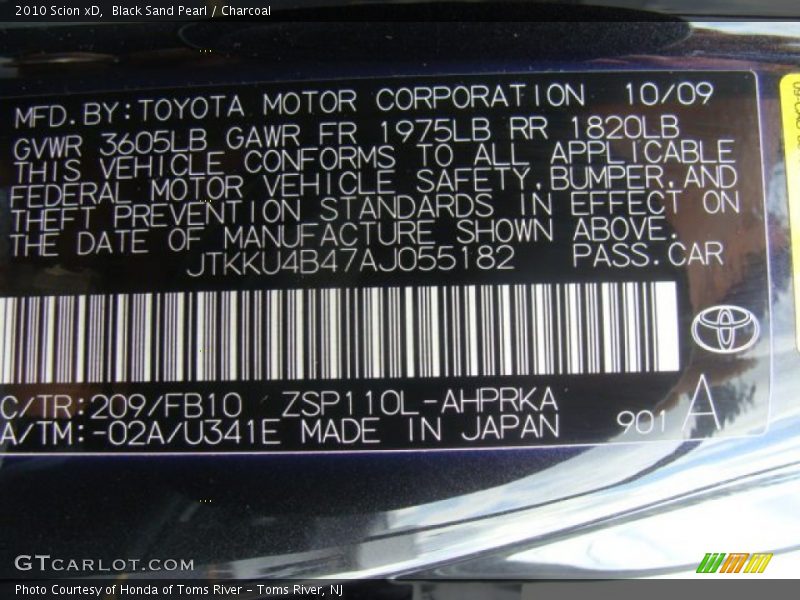 2010 Scion xD,  Black Sand Pearl / Charcoal
MFD.BY:TOYOTA MOTOR CORPORATION 10/09
GVWR 3605LB GAWR FR 1975LB RR 1820LB
THIS VEHICLE CONFORMS TO ALL APPLICABLE
FEDERAL MOTOR VEHICLE SAFETY,BUMPER,AND
THEFT PREVENTION STANDARDS IN EFFECT ON
THE DATE OF MANUFACTURE SHOWN ABOVE.
JTKKU4B47AJ055182 PASS.CAR
C/TR:209/FB10 ZSP110L-AHPRKA
A/TM:-02A/U341E MADE IN JAPAN 901 A
GTCARLOT.COM
Photo Courtesy of Honda of Toms River - Toms River, NJ